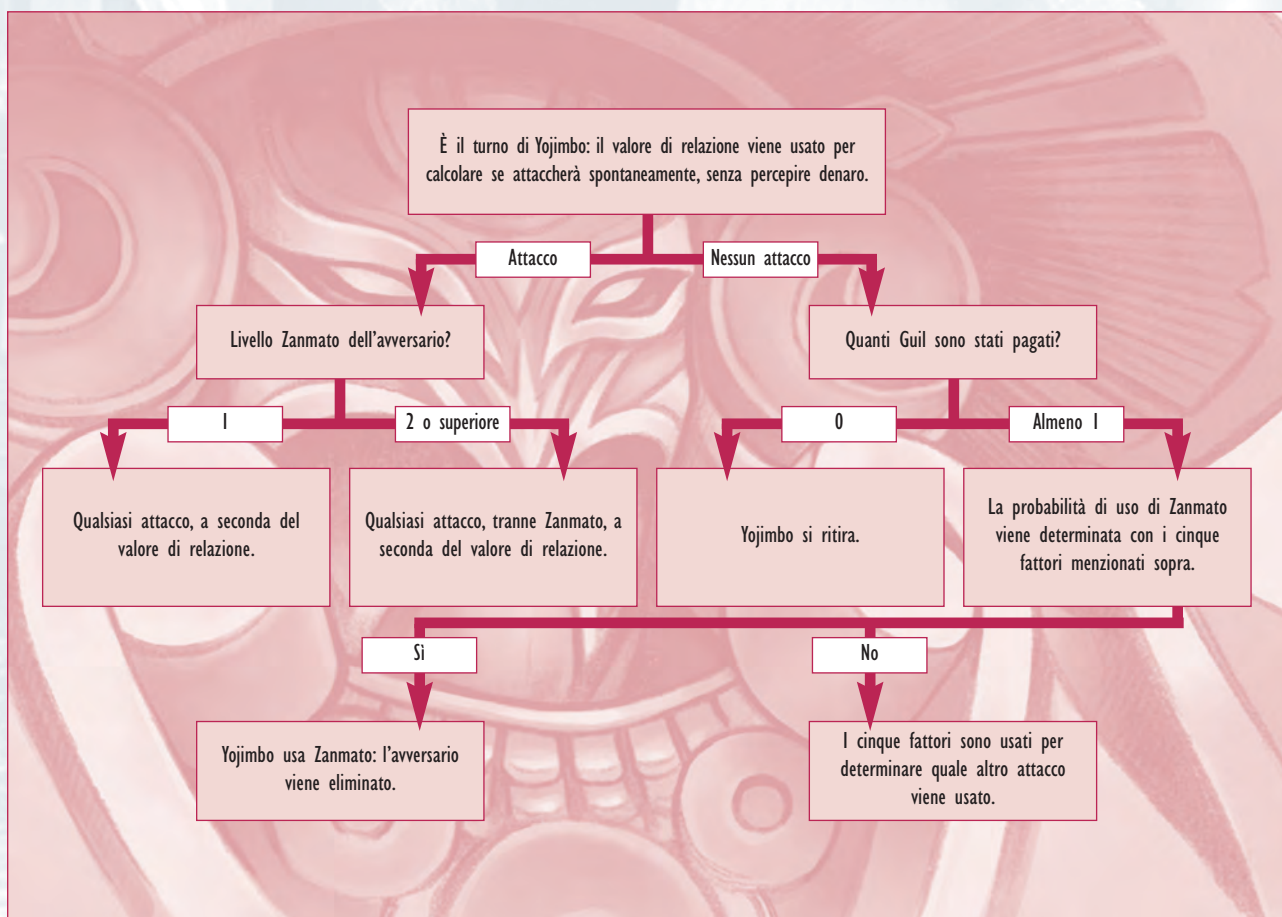 È il turno di Yojimbo: il valore di relazione viene usato per
calcolare se attaccherà spontaneamente, senza percepire denaro.
Attacco
Nessun attacco
Livello Zanmato dell'avversario?
Quanti Guil sono stati pagati?
1
2 o superiore
0
Almeno 1
Qualsiasi attacco, a seconda del
valore di relazione.
Qualsiasi attacco, tranne Zanmato, a
seconda del valore di relazione.
Yojimbo si ritira.
La probabilità di uso di Zanmato
viene determinata con i cinque
fattori menzionati sopra.
Sì
No
Yojimbo usa Zanmato: l'avversario
viene eliminato.
I cinque fattori sono usati per
determinare quale altro attacco
viene usato.